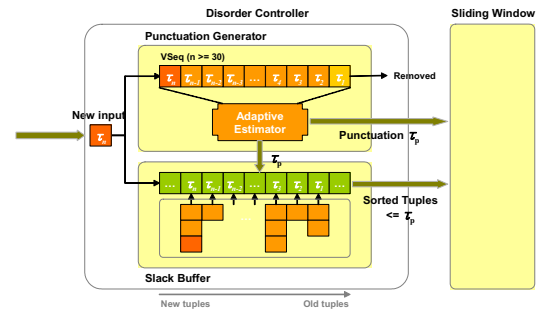 Disorder Controller
Sliding Window
Punctuation Generator
VSeq (n >= 30)
τn τn-1 τn-2 τn-3 ... τ4 τ3 τ2 τ1
Removed
New input
τn
Adaptive
Estimator
Punctuation τp
τp
... τn τn-1 τn-2 ... τ3 τ2 τ1 ...
Sorted Tuples
<= τp
Slack Buffer
New tuples
Old tuples